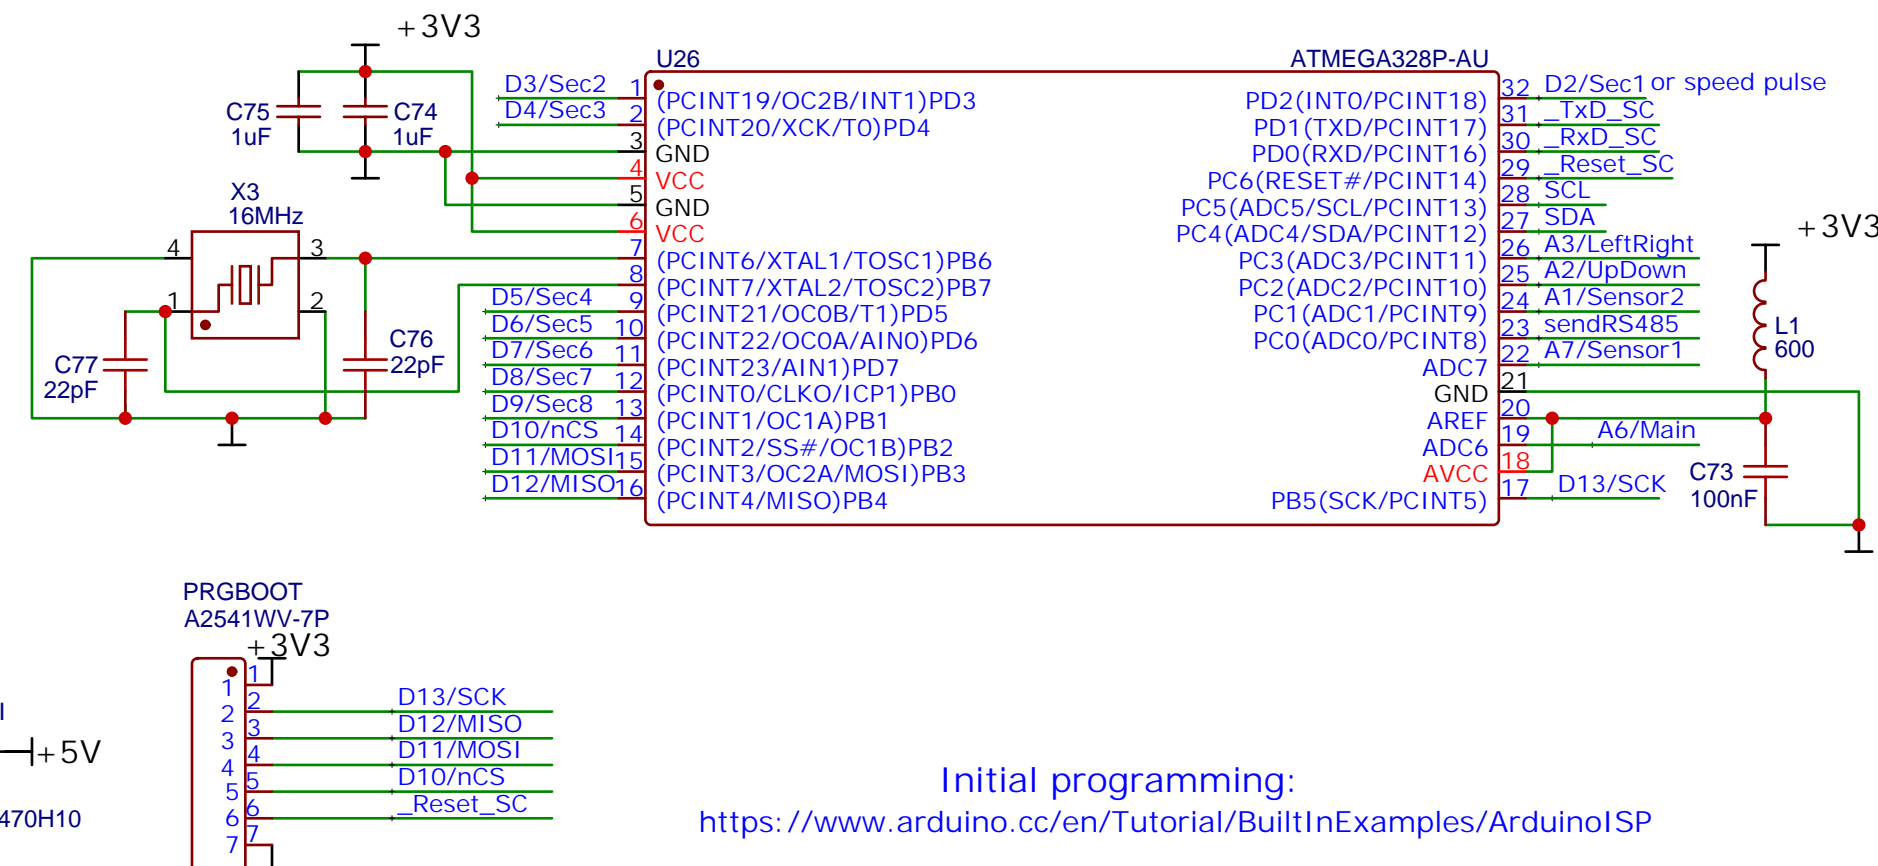 +3V3
U26 ATMEGA328P-AU
C75
1uF
C74
1uF
X3
16MHz
4 3
1 2
C77
22pF
C76
22pF
D3/Sec2 1 (PCINT19/OC2B/INT1)PD3
D4/Sec3 2 (PCINT20/XCK/T0)PD4
3 GND
4 VCC
5 GND
6 VCC
7 (PCINT6/XTAL1/TOSC1)PB6
8 (PCINT7/XTAL2/TOSC2)PB7
D5/Sec4 9 (PCINT21/OC0B/T1)PD5
D6/Sec5 10 (PCINT22/OC0A/AIN0)PD6
D7/Sec6 11 (PCINT23/AIN1)PD7
D8/Sec7 12 (PCINT0/CLKO/ICP1)PB0
D9/Sec8 13 (PCINT1/OC1A)PB1
D10/nCS 14 (PCINT2/SS#/OC1B)PB2
D11/MOSI 15 (PCINT3/OC2A/MOSI)PB3
D12/MISO 16 (PCINT4/MISO)PB4
PD2(INT0/PCINT18) 32 D2/Sec1 or speed pulse
PD1(TXD/PCINT17) 31 _TxD_SC
PD0(RXD/PCINT16) 30 _RxD_SC
PC6(RESET#/PCINT14) 29 _Reset_SC
PC5(ADC5/SCL/PCINT13) 28 SCL
PC4(ADC4/SDA/PCINT12) 27 SDA
PC3(ADC3/PCINT11) 26 A3/LeftRight
PC2(ADC2/PCINT10) 25 A2/UpDown
PC1(ADC1/PCINT9) 24 A1/Sensor2
PC0(ADC0/PCINT8) 23 sendRS485
ADC7 22 A7/Sensor1
GND 21
AREF 20
ADC6 19 A6/Main
AVCC 18
PB5(SCK/PCINT5) 17 D13/SCK
+3V3
L1
600
C73
100nF
PRGBOOT
A2541WV-7P
+3V3
1 1
2 2 D13/SCK
3 3 D12/MISO
4 4 D11/MOSI
5 5 D10/nCS
6 6 _Reset_SC
7 7
+5V
470H10
Initial programming:
https://www.arduino.cc/en/Tutorial/BuiltInExamples/ArduinoISP